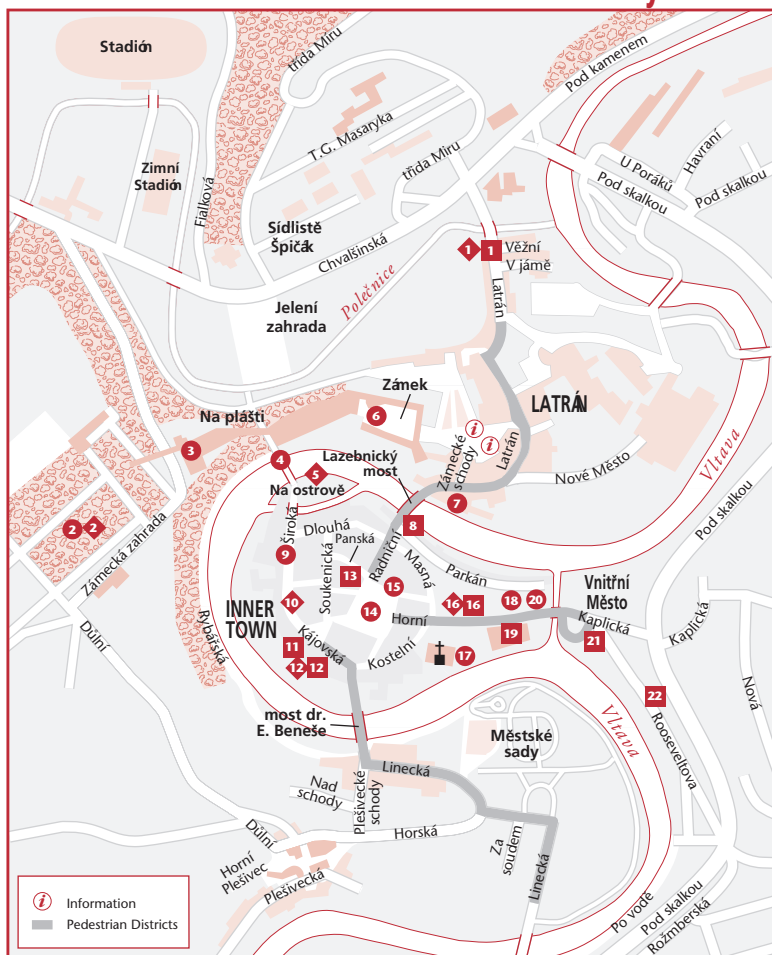 Stadión
třída Míru
Pod kamenem
T.G. Masaryka
třída Míru
Zimní
Stadión
Fialková
U Poráků
Havraní
Pod skalkou
Pod skalkou
Sídlistě
Špičák
Chvalšinská
1
1
Věžní
V jámě
Polečnice
Latrán
Jelení
zahrada
Zámek
6
Na plášti
LATRÁN
3
4
i
i
Lazebnický
most
Zámecké
schody
Latrán
Vltava
5
Na ostrově
Nové Město
Pod skalkou
7
2
2
Zámecká zahrada
Široká
Dlouhá
Panská
8
9
Soukenická
13
Radniční
Masná
15
Parkán
Vnitřní
Město
Důlní
Rybářská
INNER
TOWN
10
14
16
16
18
20
Horní
19
Kaplická
21
Kaplická
11
Kájovská
Kostelní
17
12
12
22
Nová
most dr.
E. Beneše
Městské
sady
Vltava
Rooseveltova
Linecká
Nad
schody
Plešivecké
schody
Důlní
Horská
Za
soudem
Linecká
Horní
Plešivec
Plešivecká
Po vodě
Pod skalkou
Rožmberská
i Information
Pedestrian Districts